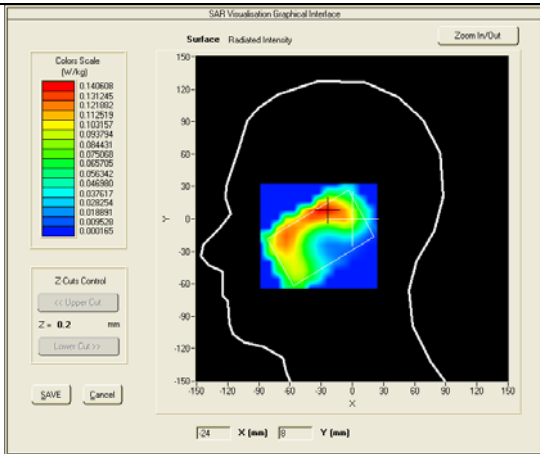 SAR Visualisation Graphical Interface
Surface Radiated Intensity
Zoom In/Out
Colors Scale
(W/kg)
0.140608
0.131245
0.121882
0.112519
0.103157
0.093794
0.084431
0.075068
0.065705
0.056342
0.046980
0.037617
0.028254
0.018891
0.009528
0.000165
150
120
90
60
30
0
-30
-60
-90
-120
-150
Y
-150 -120 -90 -60 -30 0 30 60 90 120 150
X
Z Cuts Control
<< Upper Cut
Z = 0.2 mm
Lower Cut >>
SAVE Cancel
-24 X (mm) 8 Y (mm)